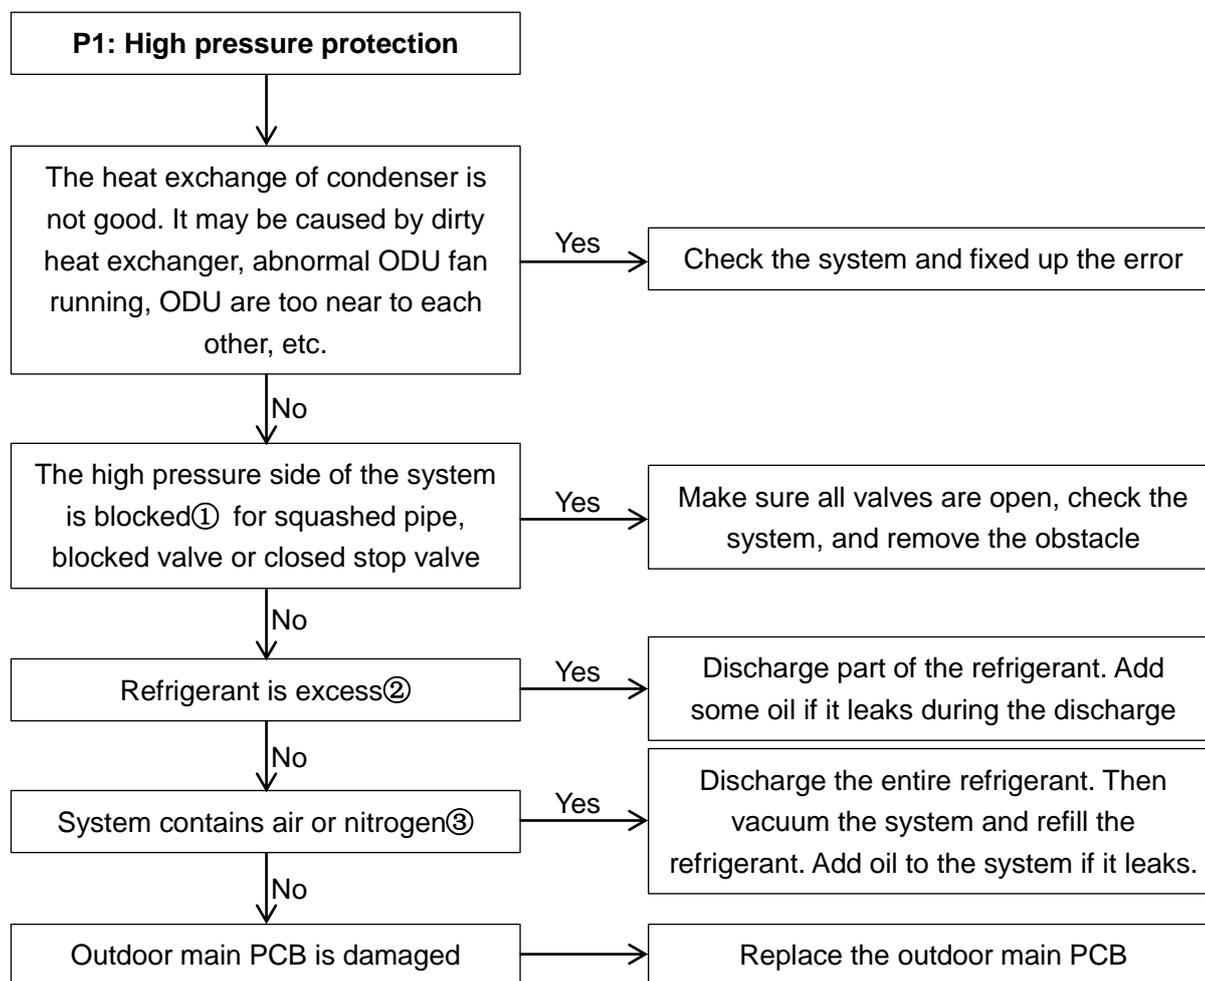 P1: High pressure protection
The heat exchange of condenser is
not good. It may be caused by dirty
heat exchanger, abnormal ODU fan
running, ODU are too near to each
other, etc.
Yes
Check the system and fixed up the error
No
The high pressure side of the system
is blocked① for squashed pipe,
blocked valve or closed stop valve
Yes
Make sure all valves are open, check the
system, and remove the obstacle
No
Refrigerant is excess②
Yes
Discharge part of the refrigerant. Add
some oil if it leaks during the discharge
No
System contains air or nitrogen③
Yes
Discharge the entire refrigerant. Then
vacuum the system and refill the
refrigerant. Add oil to the system if it leaks.
No
Outdoor main PCB is damaged
Replace the outdoor main PCB